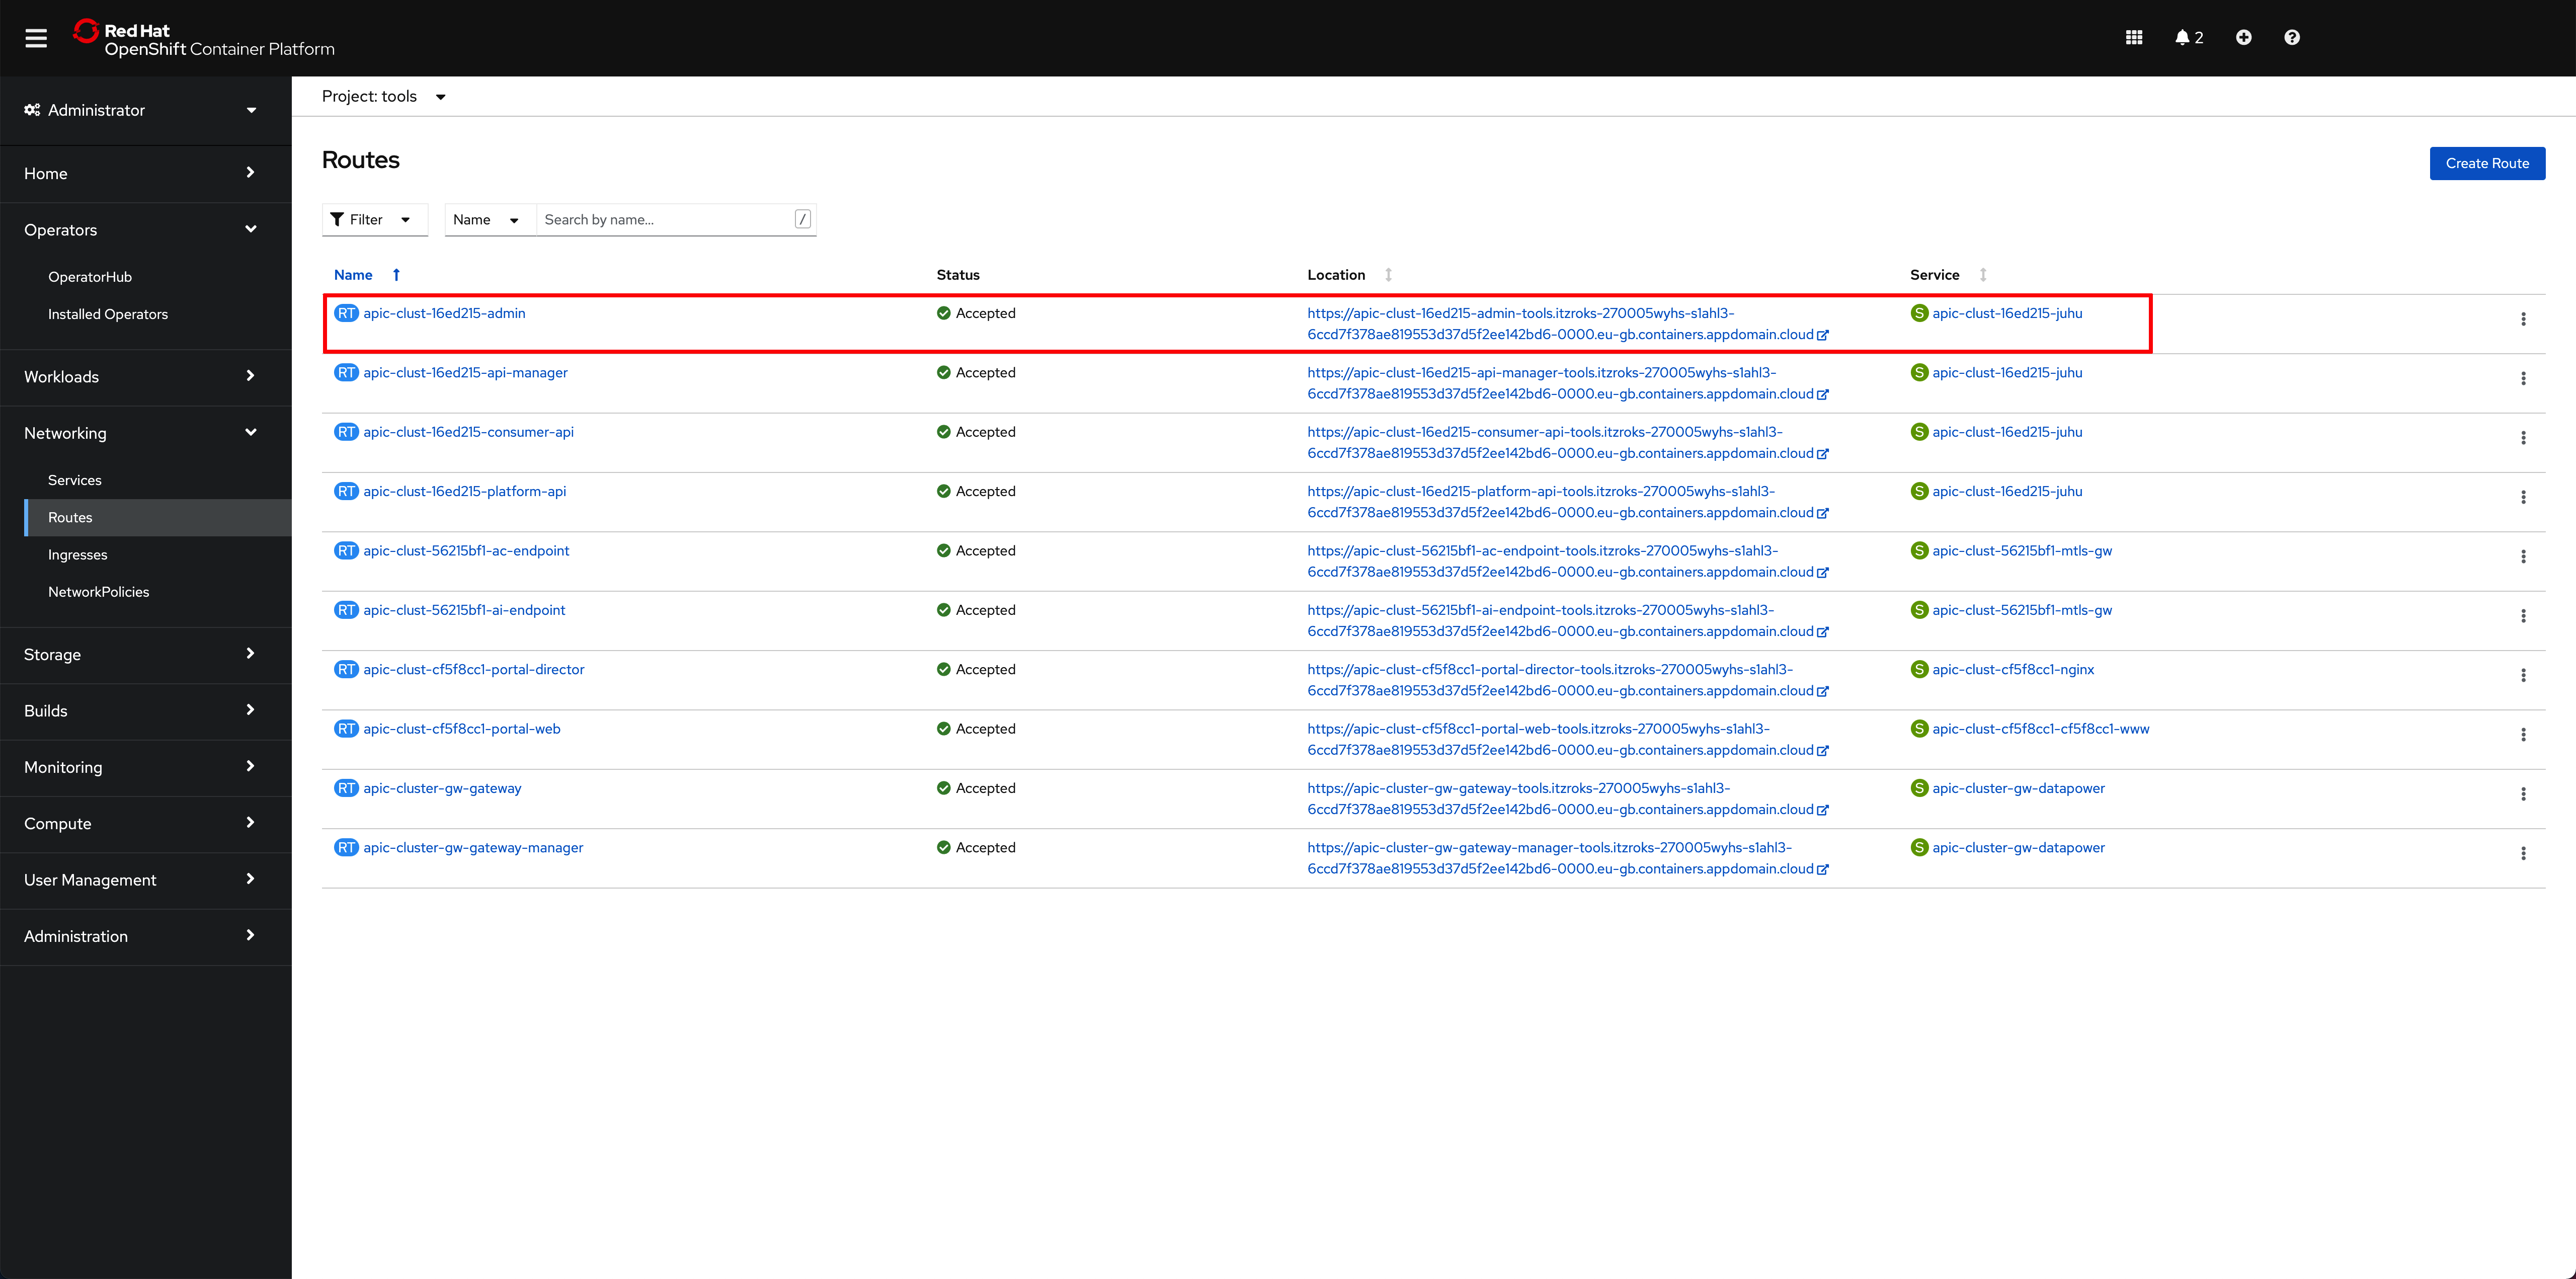 Red Hat
OpenShift Container Platform
2
Administrator
Home
Operators
OperatorHub
Installed Operators
Workloads
Networking
Services
Routes
Ingresses
NetworkPolicies
Storage
Builds
Monitoring
Compute
User Management
Administration
Project: tools
Routes
Create Route
Filter
Name
Search by name...
/
Name
Status
Location
Service
RT apic-clust-16ed215-admin
Accepted
https://apic-clust-16ed215-admin-tools.itzroks-270005wyhs-s1ahl3-
6ccd7f378ae819553d37d5f2ee142bd6-0000.eu-gb.containers.appdomain.cloud
S apic-clust-16ed215-juhu
RT apic-clust-16ed215-api-manager
Accepted
https://apic-clust-16ed215-api-manager-tools.itzroks-270005wyhs-s1ahl3-
6ccd7f378ae819553d37d5f2ee142bd6-0000.eu-gb.containers.appdomain.cloud
S apic-clust-16ed215-juhu
RT apic-clust-16ed215-consumer-api
Accepted
https://apic-clust-16ed215-consumer-api-tools.itzroks-270005wyhs-s1ahl3-
6ccd7f378ae819553d37d5f2ee142bd6-0000.eu-gb.containers.appdomain.cloud
S apic-clust-16ed215-juhu
RT apic-clust-16ed215-platform-api
Accepted
https://apic-clust-16ed215-platform-api-tools.itzroks-270005wyhs-s1ahl3-
6ccd7f378ae819553d37d5f2ee142bd6-0000.eu-gb.containers.appdomain.cloud
S apic-clust-16ed215-juhu
RT apic-clust-56215bf1-ac-endpoint
Accepted
https://apic-clust-56215bf1-ac-endpoint-tools.itzroks-270005wyhs-s1ahl3-
6ccd7f378ae819553d37d5f2ee142bd6-0000.eu-gb.containers.appdomain.cloud
S apic-clust-56215bf1-mtls-gw
RT apic-clust-56215bf1-ai-endpoint
Accepted
https://apic-clust-56215bf1-ai-endpoint-tools.itzroks-270005wyhs-s1ahl3-
6ccd7f378ae819553d37d5f2ee142bd6-0000.eu-gb.containers.appdomain.cloud
S apic-clust-56215bf1-mtls-gw
RT apic-clust-cf5f8cc1-portal-director
Accepted
https://apic-clust-cf5f8cc1-portal-director-tools.itzroks-270005wyhs-s1ahl3-
6ccd7f378ae819553d37d5f2ee142bd6-0000.eu-gb.containers.appdomain.cloud
S apic-clust-cf5f8cc1-nginx
RT apic-clust-cf5f8cc1-portal-web
Accepted
https://apic-clust-cf5f8cc1-portal-web-tools.itzroks-270005wyhs-s1ahl3-
6ccd7f378ae819553d37d5f2ee142bd6-0000.eu-gb.containers.appdomain.cloud
S apic-clust-cf5f8cc1-cf5f8cc1-www
RT apic-cluster-gw-gateway
Accepted
https://apic-cluster-gw-gateway-tools.itzroks-270005wyhs-s1ahl3-
6ccd7f378ae819553d37d5f2ee142bd6-0000.eu-gb.containers.appdomain.cloud
S apic-cluster-gw-datapower
RT apic-cluster-gw-gateway-manager
Accepted
https://apic-cluster-gw-gateway-manager-tools.itzroks-270005wyhs-s1ahl3-
6ccd7f378ae819553d37d5f2ee142bd6-0000.eu-gb.containers.appdomain.cloud
S apic-cluster-gw-datapower